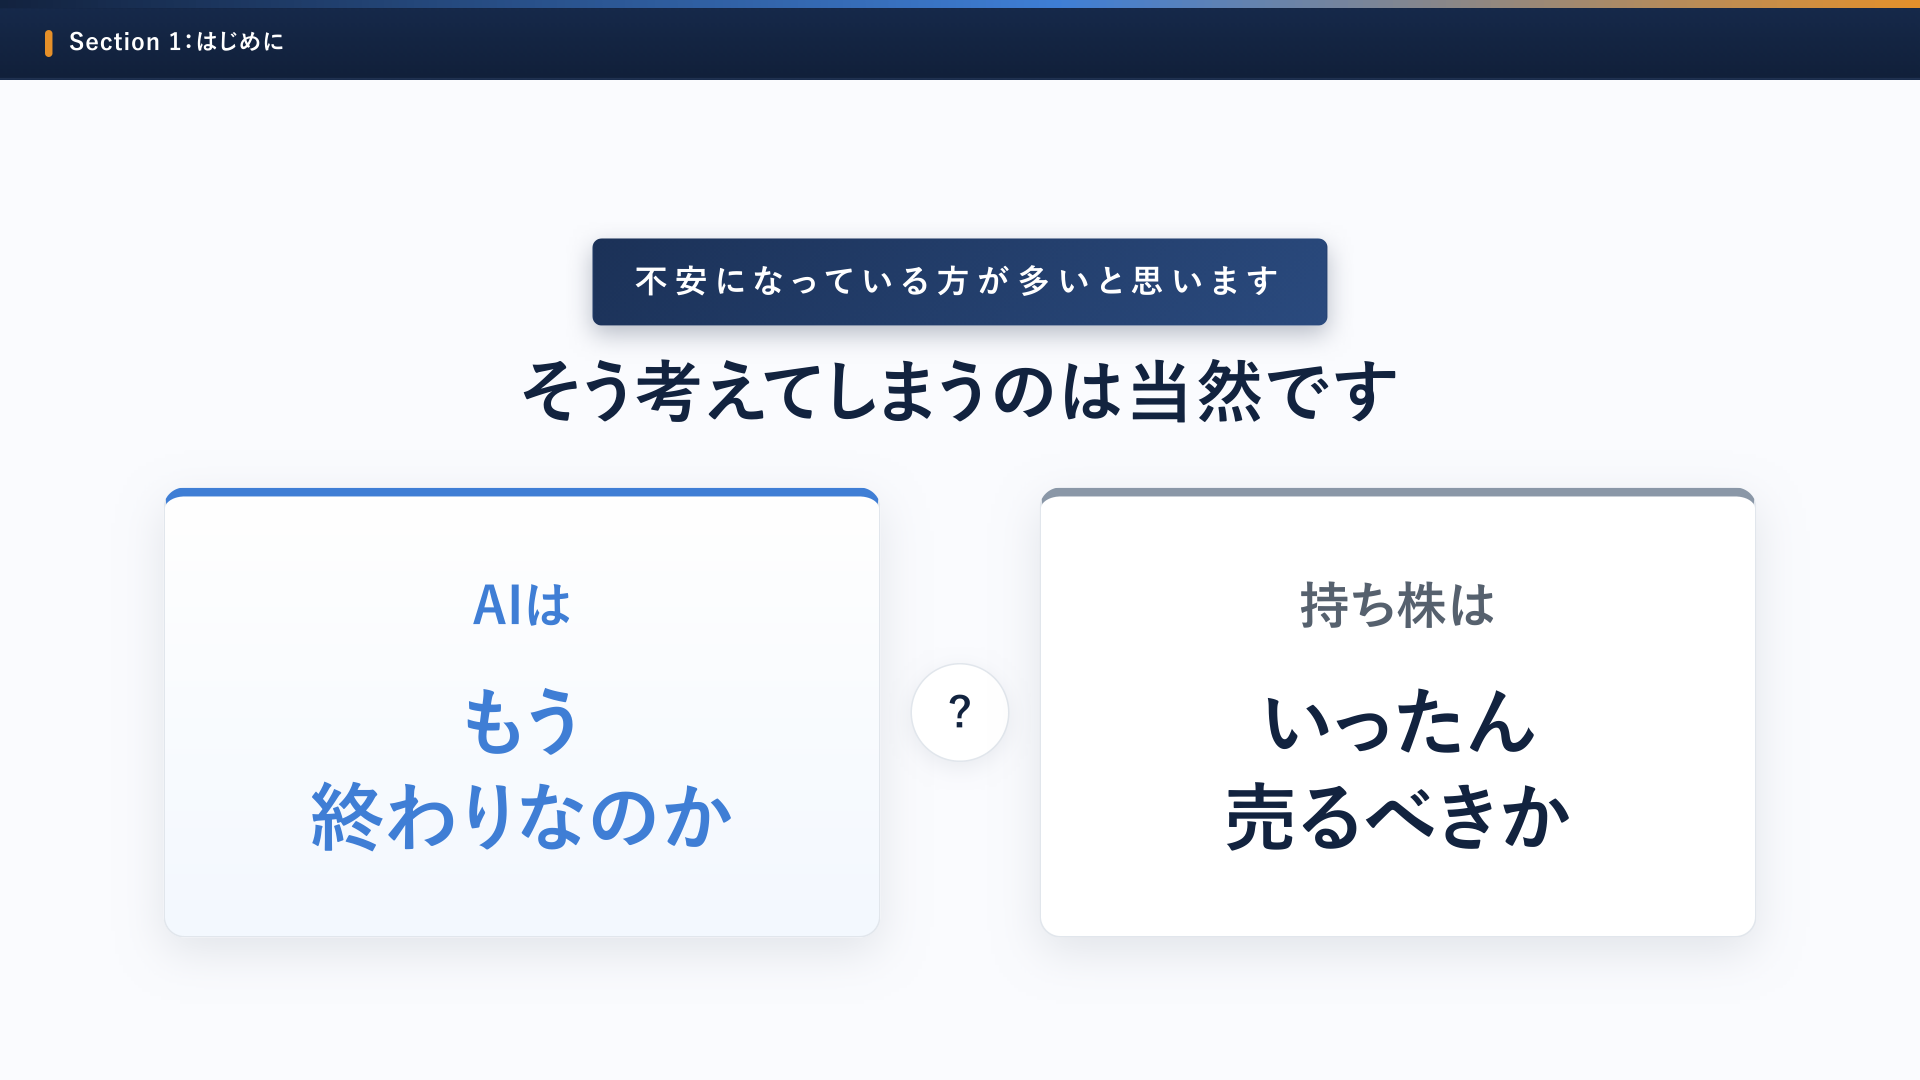 Section 1：はじめに
不安になっている方が多いと思います
そう考えてしまうのは当然です
AIは
もう
終わりなのか
?
持ち株は
いったん
売るべきか